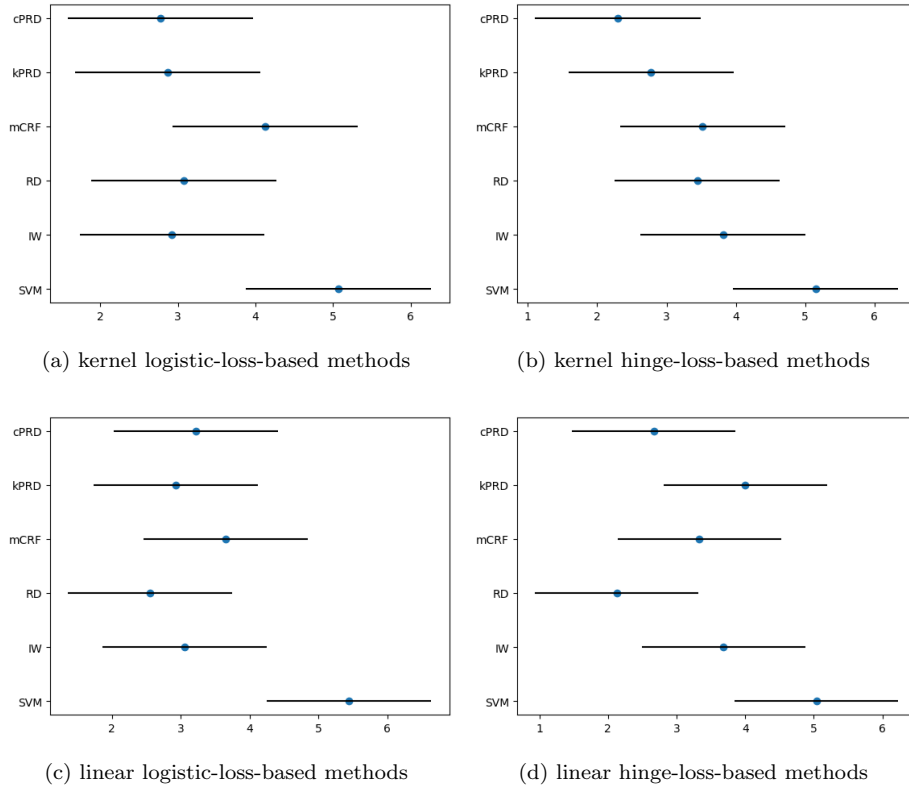 cPRD
kPRD
mCRF
RD
IW
SVM
2 3 4 5 6
(a) kernel logistic-loss-based methods
cPRD
kPRD
mCRF
RD
IW
SVM
1 2 3 4 5 6
(b) kernel hinge-loss-based methods
cPRD
kPRD
mCRF
RD
IW
SVM
2 3 4 5 6
(c) linear logistic-loss-based methods
cPRD
kPRD
mCRF
RD
IW
SVM
1 2 3 4 5 6
(d) linear hinge-loss-based methods